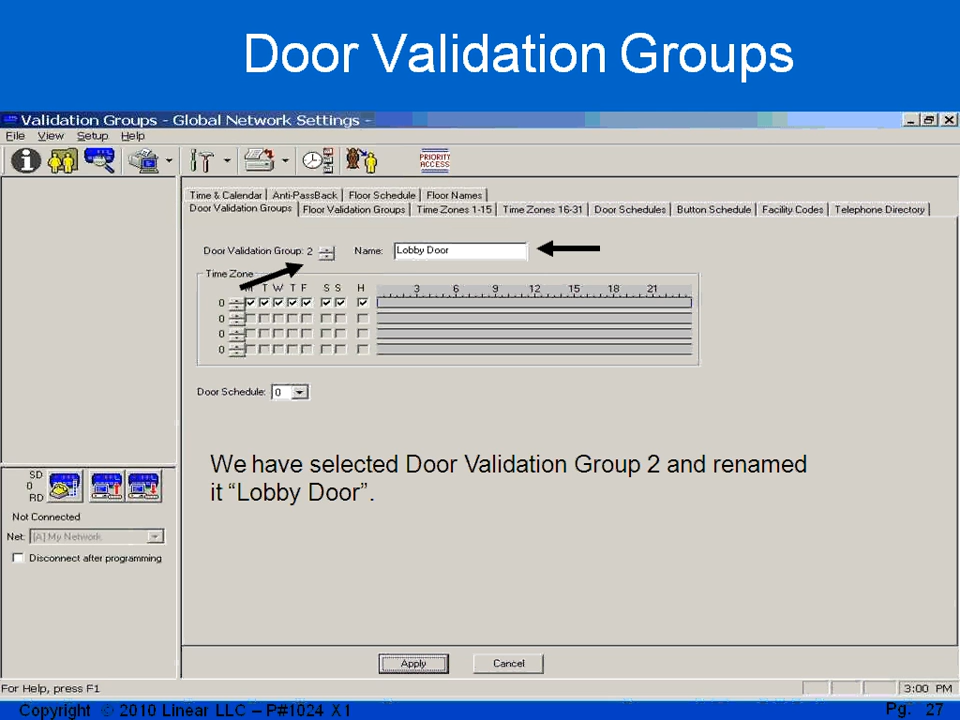 Door Validation Groups
Validation Groups - Global Network Settings -
File View Setup Help
PRIORITY
ACCESS
Time & Calendar Anti-PassBack Floor Schedule Floor Names
Door Validation Groups Floor Validation Groups Time Zones 1-15 Time Zones 16-31 Door Schedules Button Schedule Facility Codes Telephone Directory
Door Validation Group: 2 Name: Lobby Door
Time Zone
T W T F S S H 3 6 9 12 15 18 21
0
0
0
0
Door Schedule: 0
We have selected Door Validation Group 2 and renamed
it “Lobby Door”.
SD
0
RD
Not Connected
Net: [A] My Network
Disconnect after programming
Apply Cancel
For Help, press F1 3:00 PM
Copyright © 2010 Linear LLC – P#1024 X1 Pg. 27